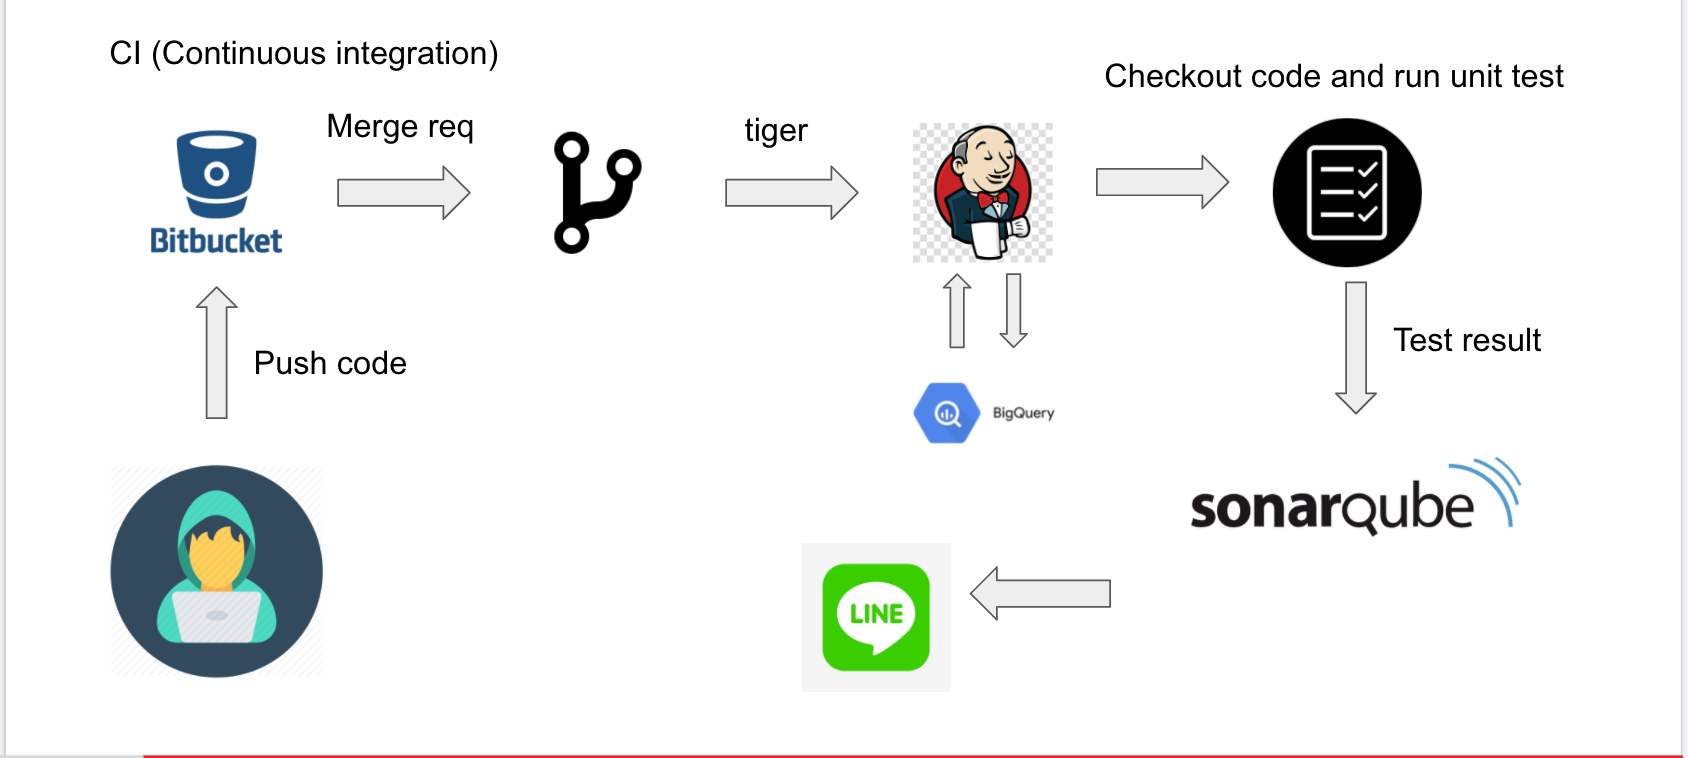 CI (Continuous integration)
Merge req
tiger
Checkout code and run unit test
Bitbucket
Push code
Test result
BigQuery
sonarqube
LINE